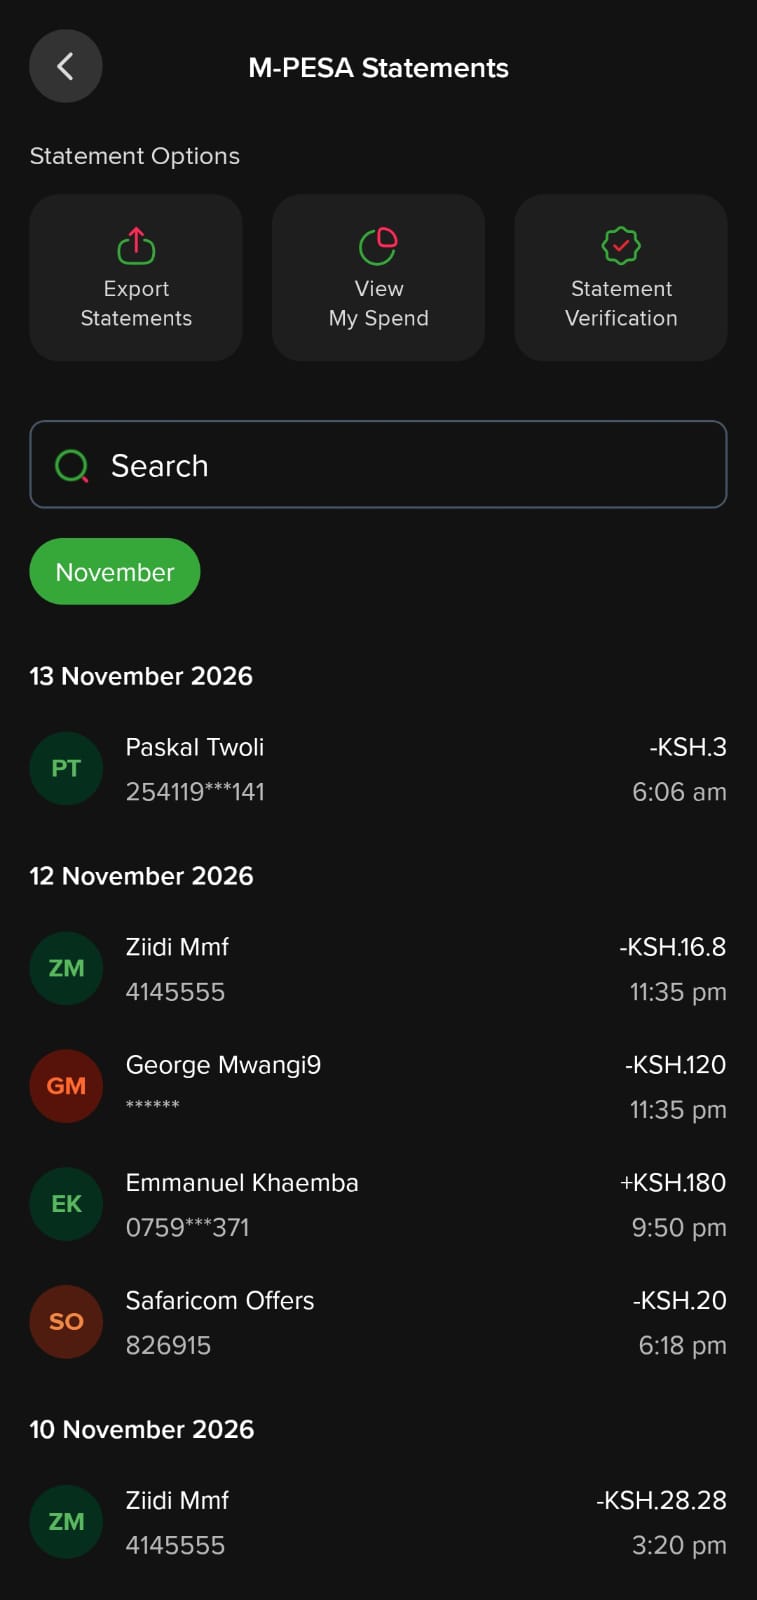 M-PESA Statements
Statement Options
Export
Statements
View
My Spend
Statement
Verification
Search
November
13 November 2026
PT
Paskal Twoli
-KSH.3
254119***141
6:06 am
12 November 2026
ZM
Ziidi Mmf
-KSH.16.8
4145555
11:35 pm
GM
George Mwangi9
-KSH.120
******
11:35 pm
EK
Emmanuel Khaemba
+KSH.180
0759***371
9:50 pm
SO
Safaricom Offers
-KSH.20
826915
6:18 pm
10 November 2026
ZM
Ziidi Mmf
-KSH.28.28
4145555
3:20 pm